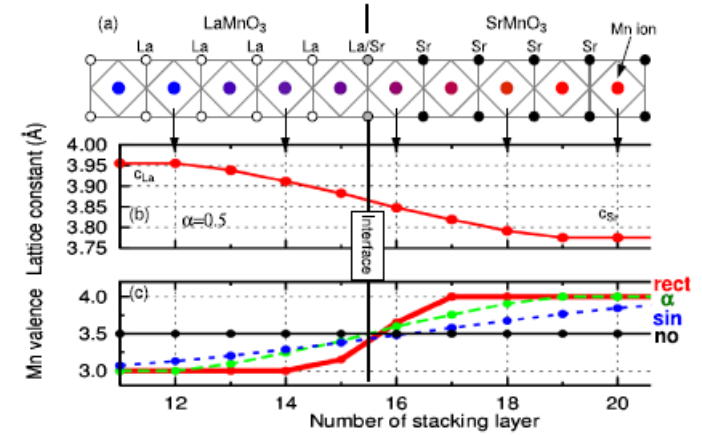 (a) LaMnO₃ SrMnO₃
Mn ion
La La La La La/Sr Sr Sr Sr Sr
Lattice constant (Å)
4.00
3.95
3.90
3.85
3.80
3.75
c_La
(b) α=0.5
c_Sr
Interface
Mn valence
(c)
4.0
3.5
3.0
rect
α
sin
no
12 14 16 18 20
Number of stacking layer